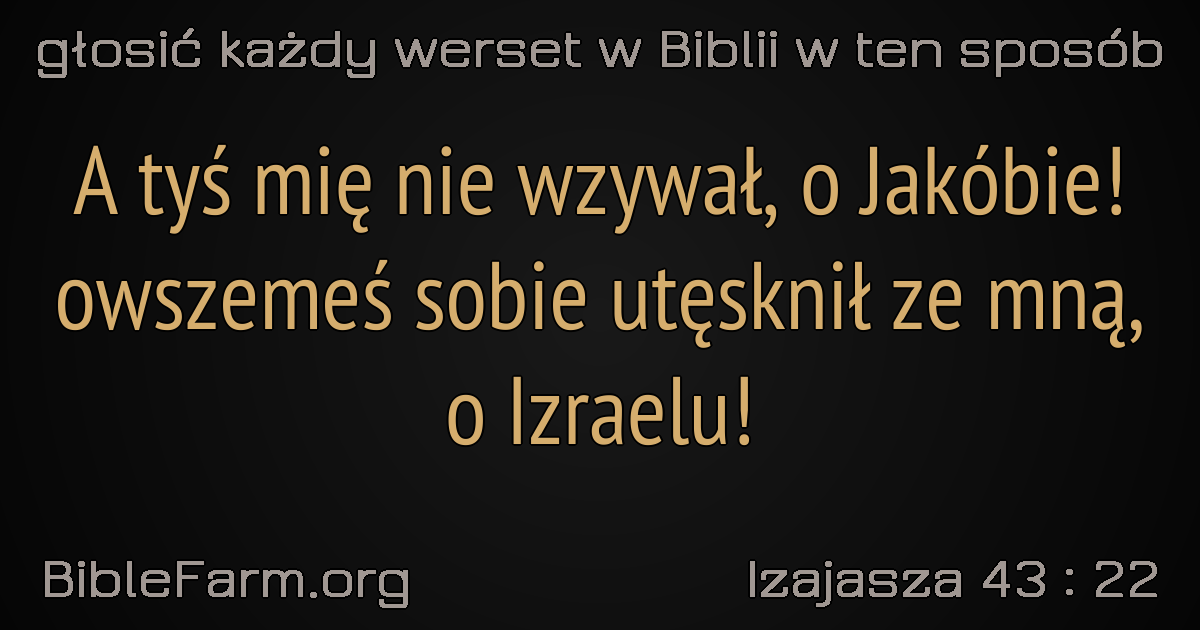 głosić każdy werset w Biblii w ten sposób
A tyś mię nie wzywał, o Jakóbie!
owszemeś sobie utęsknił ze mną,
o Izraelu!
BibleFarm.org
Izajasza 43 : 22